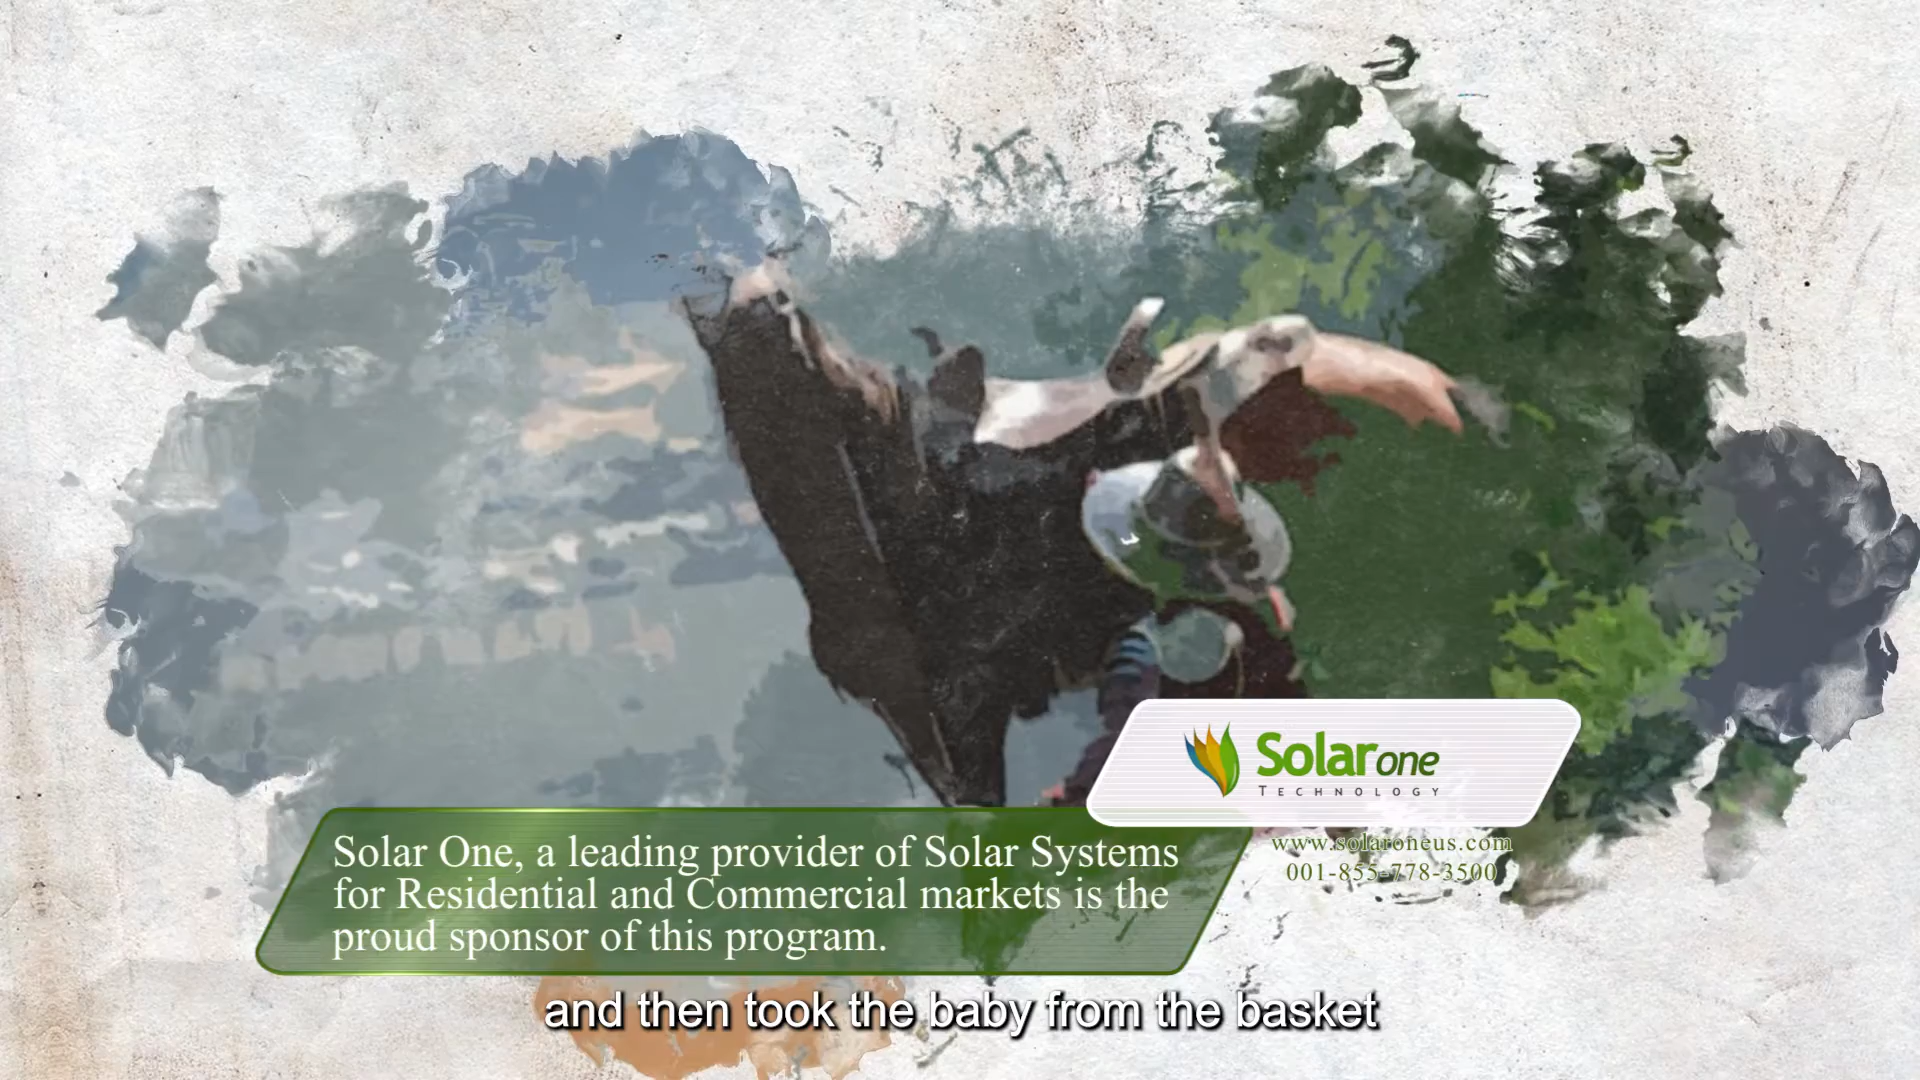 Solar one
TECHNOLOGY
www.solaroneus.com
001-855-778-3500
Solar One, a leading provider of Solar Systems
for Residential and Commercial markets is the
proud sponsor of this program.
and then took the baby from the basket